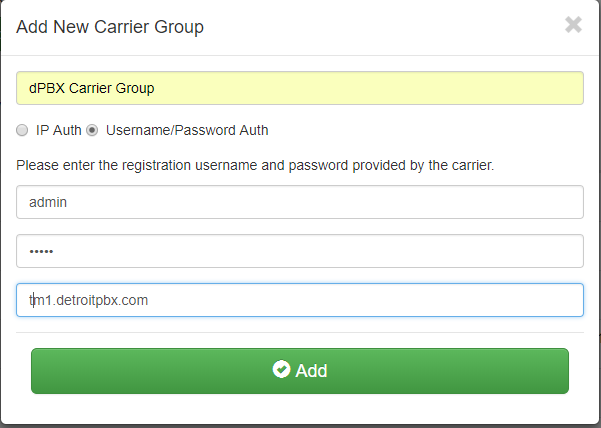 Add New Carrier Group
dPBX Carrier Group
IP Auth Username/Password Auth
Please enter the registration username and password provided by the carrier.
admin
•••••
tm1.detroitpbx.com
Add